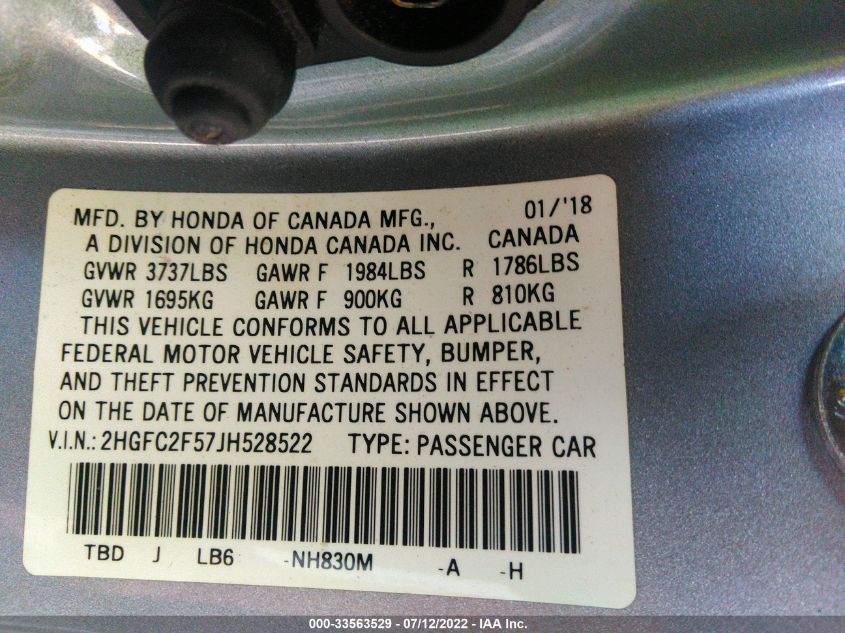 MFD. BY HONDA OF CANADA MFG., 01/'18
A DIVISION OF HONDA CANADA INC. CANADA
GVWR 3737LBS GAWR F 1984LBS R 1786LBS
GVWR 1695KG GAWR F 900KG R 810KG
THIS VEHICLE CONFORMS TO ALL APPLICABLE
FEDERAL MOTOR VEHICLE SAFETY, BUMPER,
AND THEFT PREVENTION STANDARDS IN EFFECT
ON THE DATE OF MANUFACTURE SHOWN ABOVE.
V.I.N.: 2HGFC2F57JH528522 TYPE: PASSENGER CAR
TBD J LB6 -NH830M -A -H
000-33563529 - 07/12/2022 - IAA Inc.